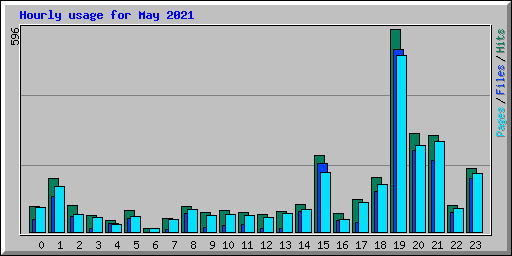 Hourly usage for May 2021
596
Pages/Files/Hits
0 1 2 3 4 5 6 7 8 9 10 11 12 13 14 15 16 17 18 19 20 21 22 23